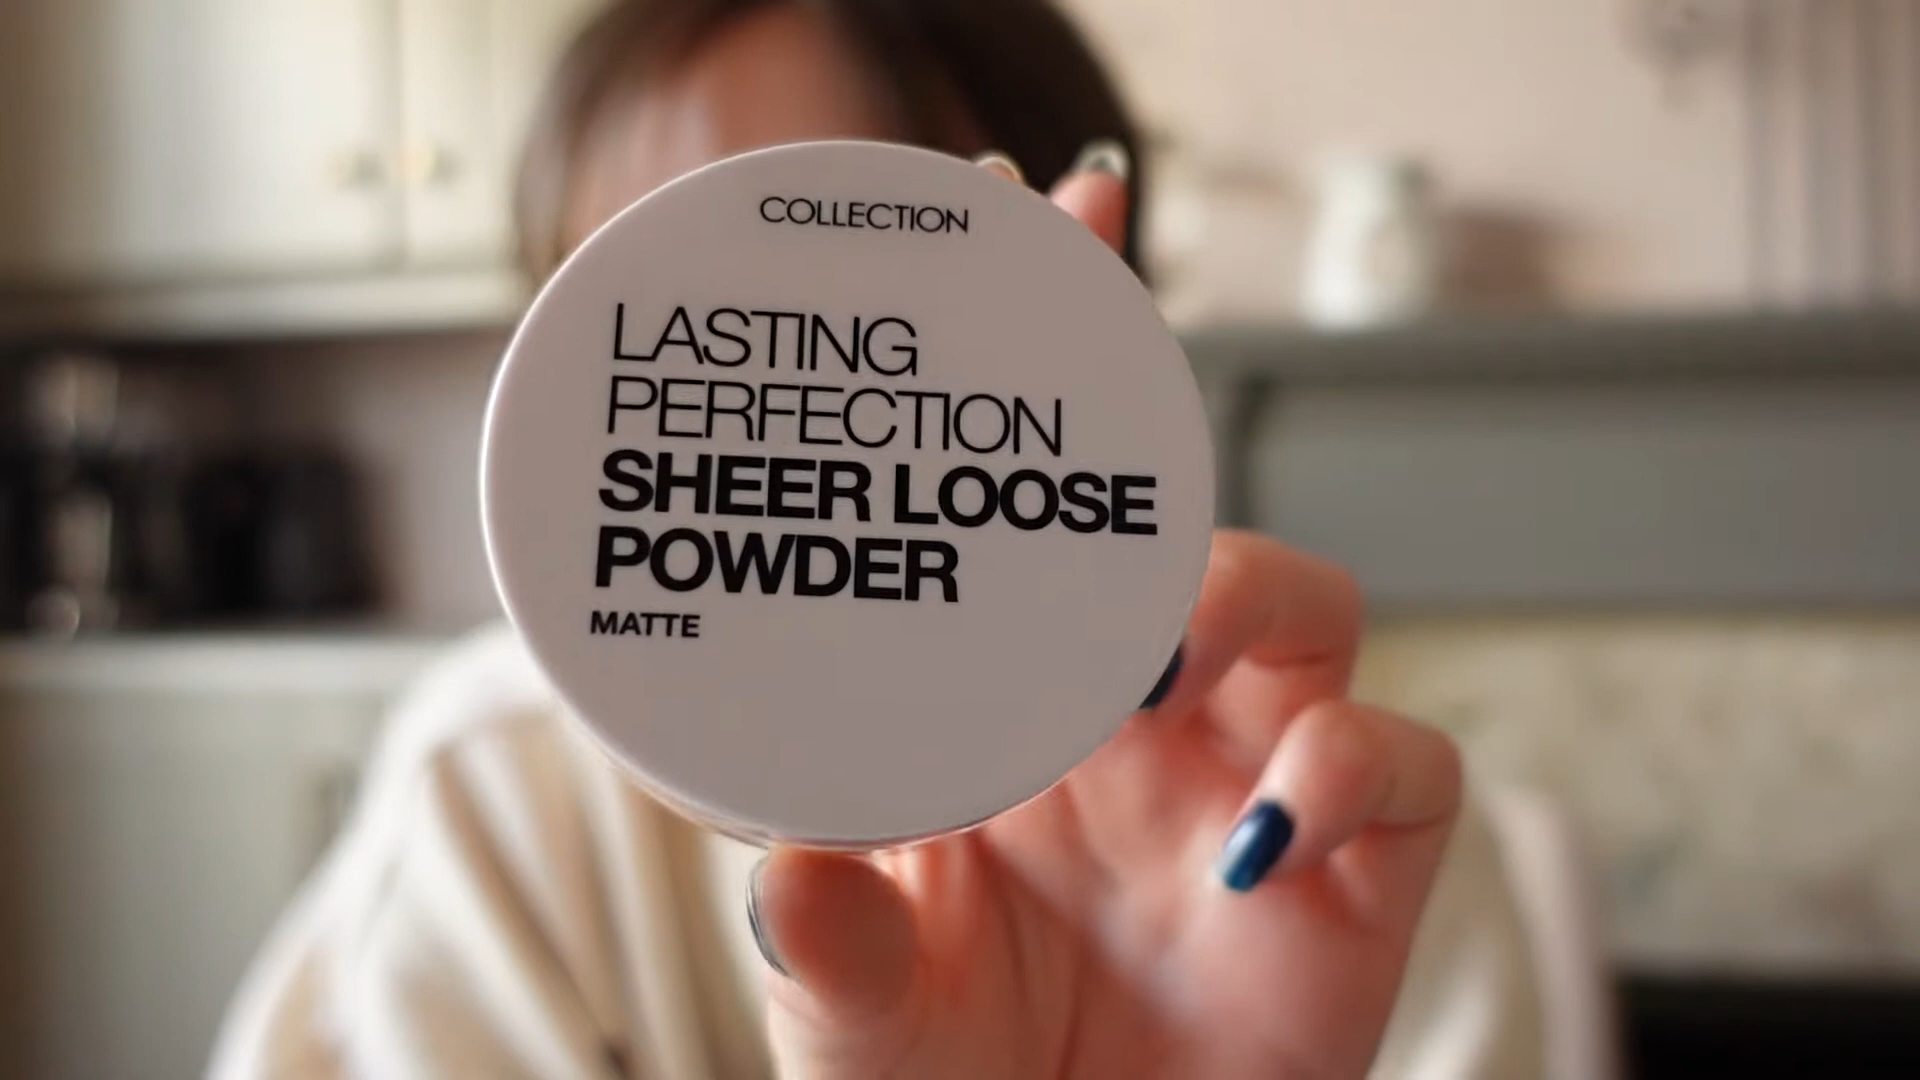 COLLECTION
LASTING
PERFECTION
SHEER LOOSE
POWDER
MATTE